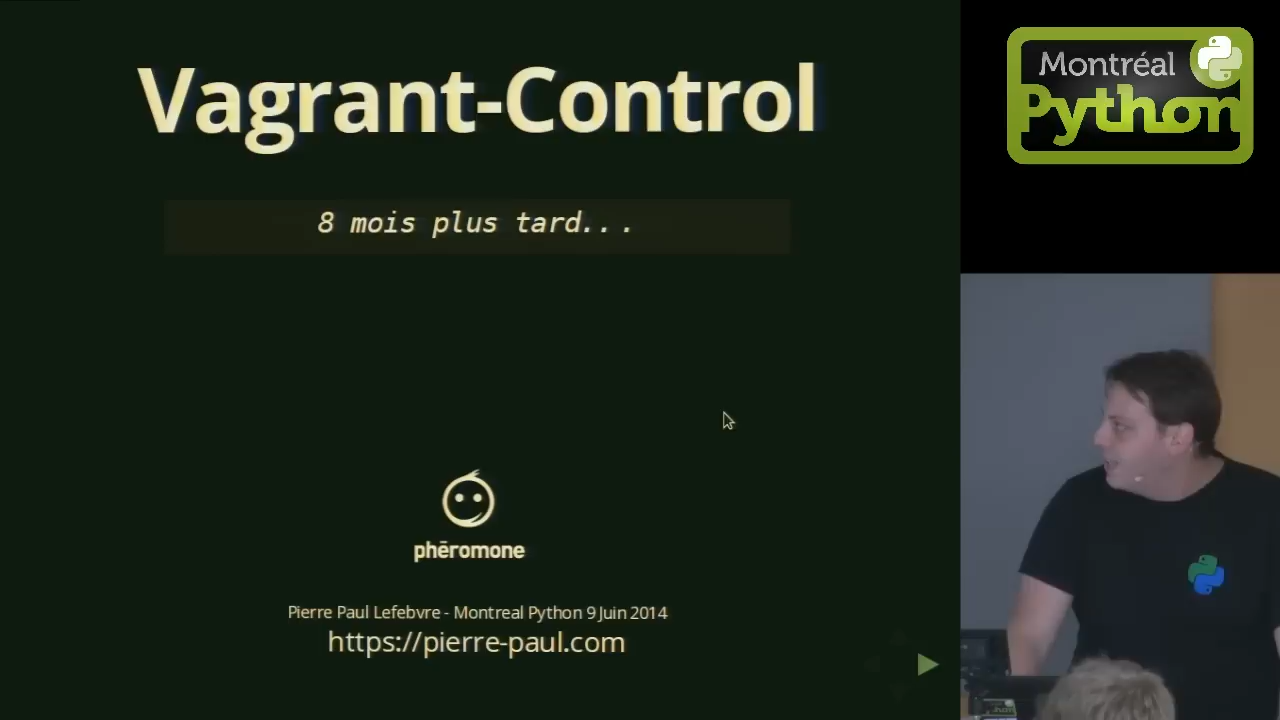 Vagrant-Control
8 mois plus tard...
phēromone
Pierre Paul Lefebvre - Montreal Python 9 Juin 2014
https://pierre-paul.com
Montréal
Python